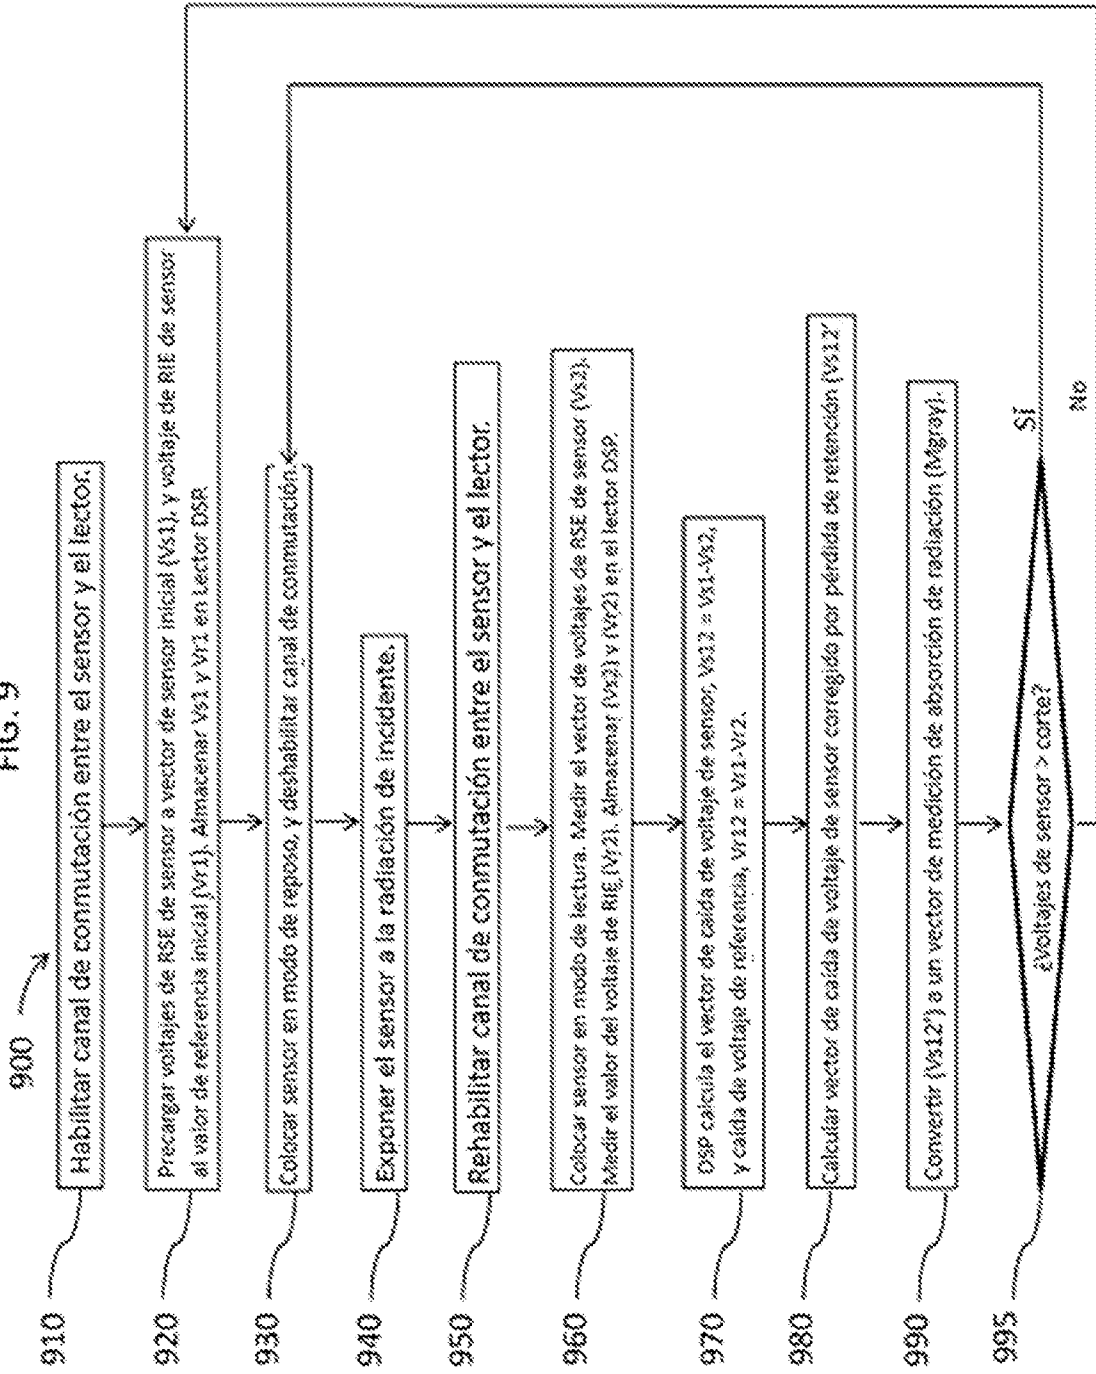 FIG. 9
900
910
Habilitar canal de conmutación entre el sensor y el lector.
920
Precargar voltajes de RSE de sensor a vector de sensor inicial (Vs1), y voltaje de RIE de sensor
al valor de referencia inicial (Vr1). Almacenar Vs1 y Vr1 en Lector DSP.
930
Colocar sensor en modo de reposo, y deshabilitar canal de conmutación.
940
Exponer el sensor a la radiación de incidente.
950
Rehabilitar canal de conmutación entre el sensor y el lector.
960
Colocar sensor en modo de lectura. Medir el vector de voltajes de RSE de sensor (Vs2).
Medir el valor del voltaje de RIE (Vr2). Almacenar (Vs2) y (Vr2) en el lector DSP.
970
DSP calcula el vector de caída de voltaje de sensor, Vs12 = Vs1-Vs2,
y caída de voltaje de referencia, Vr12 = Vr1-Vr2.
980
Calcular vector de caída de voltaje de sensor corregido por pérdida de retención (Vs12'
990
Convertir (Vs12') a un vector de medición de absorción de radiación (Mgray).
995
¿Voltajes de sensor > corte?
Sí
No